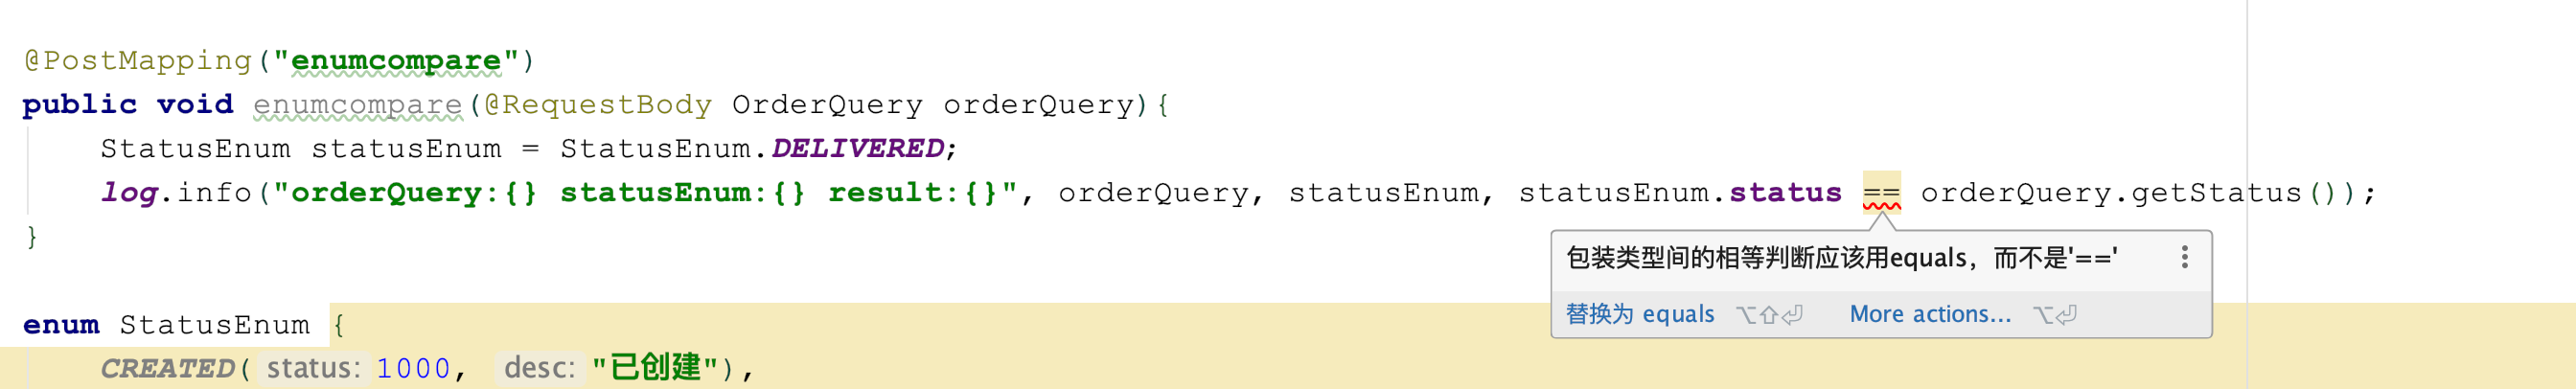 @PostMapping("enumcompare")
public void enumcompare(@RequestBody OrderQuery orderQuery){
StatusEnum statusEnum = StatusEnum.DELIVERED;
log.info("orderQuery:{} statusEnum:{} result:{}", orderQuery, statusEnum, statusEnum.status == orderQuery.getStatus());
}
包装类型间的相等判断应该用equals，而不是'=='
替换为 equals ⌥⇧⏎ More actions... ⌥⏎
enum StatusEnum {
CREATED( status: 1000, desc: "已创建"),